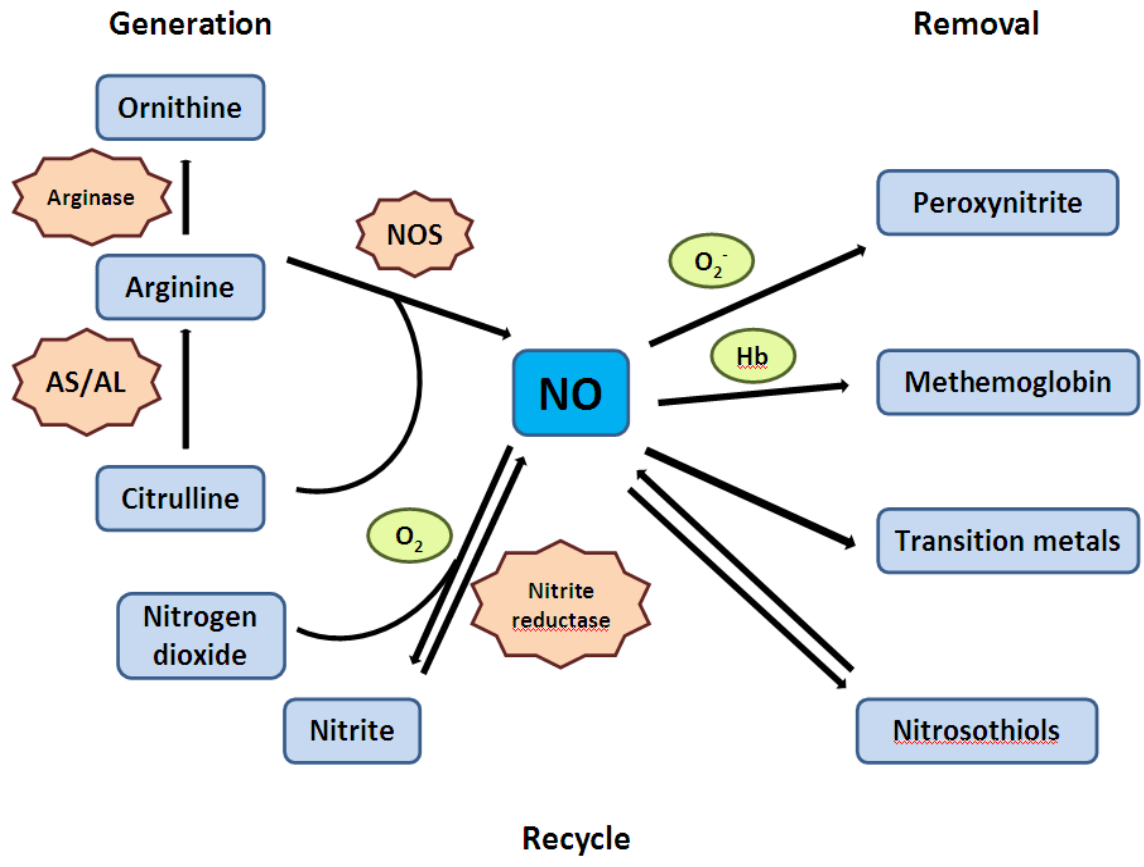 Generation
Removal
Ornithine
Arginase
NOS
Peroxynitrite
O₂⁻
Arginine
Hb
AS/AL
NO
Methemoglobin
Citrulline
O₂
Transition metals
Nitrite
reductase
Nitrogen
dioxide
Nitrite
Nitrosothiols
Recycle